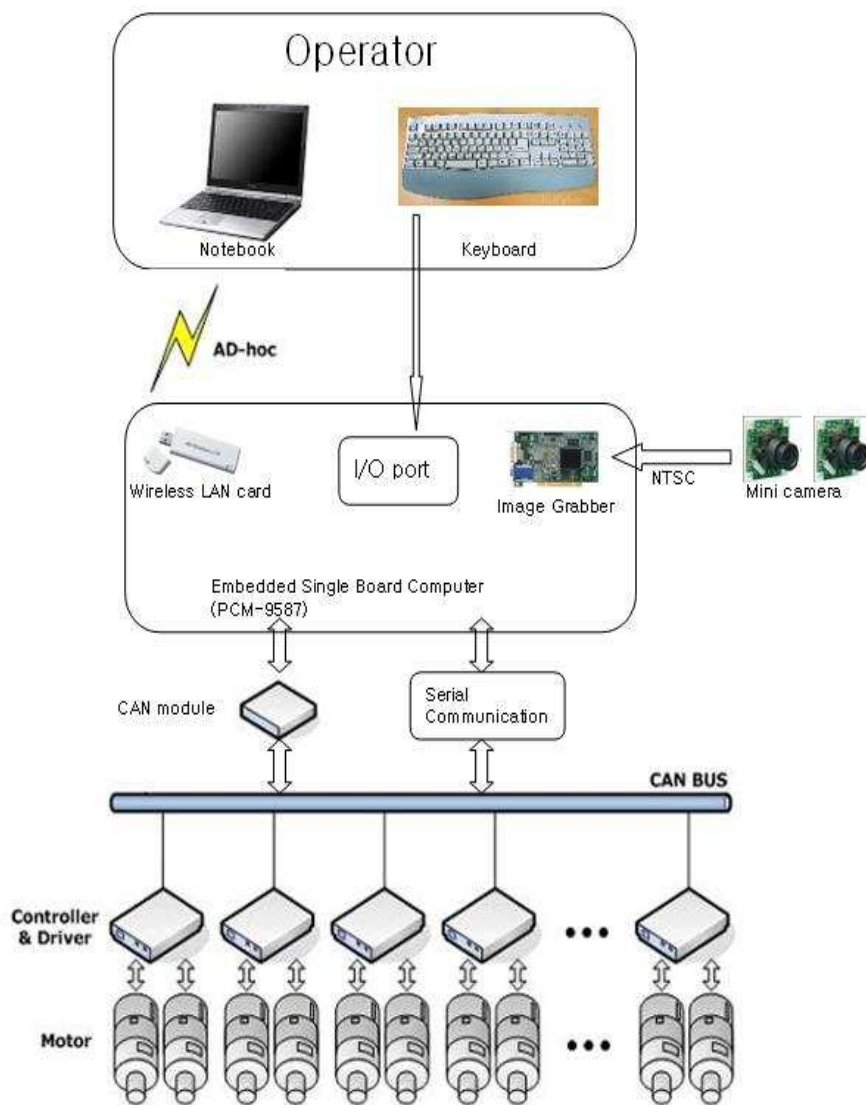 Operator
Notebook
Keyboard
AD-hoc
Wireless LAN card
I/O port
Image Grabber
NTSC
Mini camera
Embedded Single Board Computer
(PCM-9587)
CAN module
Serial
Communication
CAN BUS
Controller
& Driver
Motor